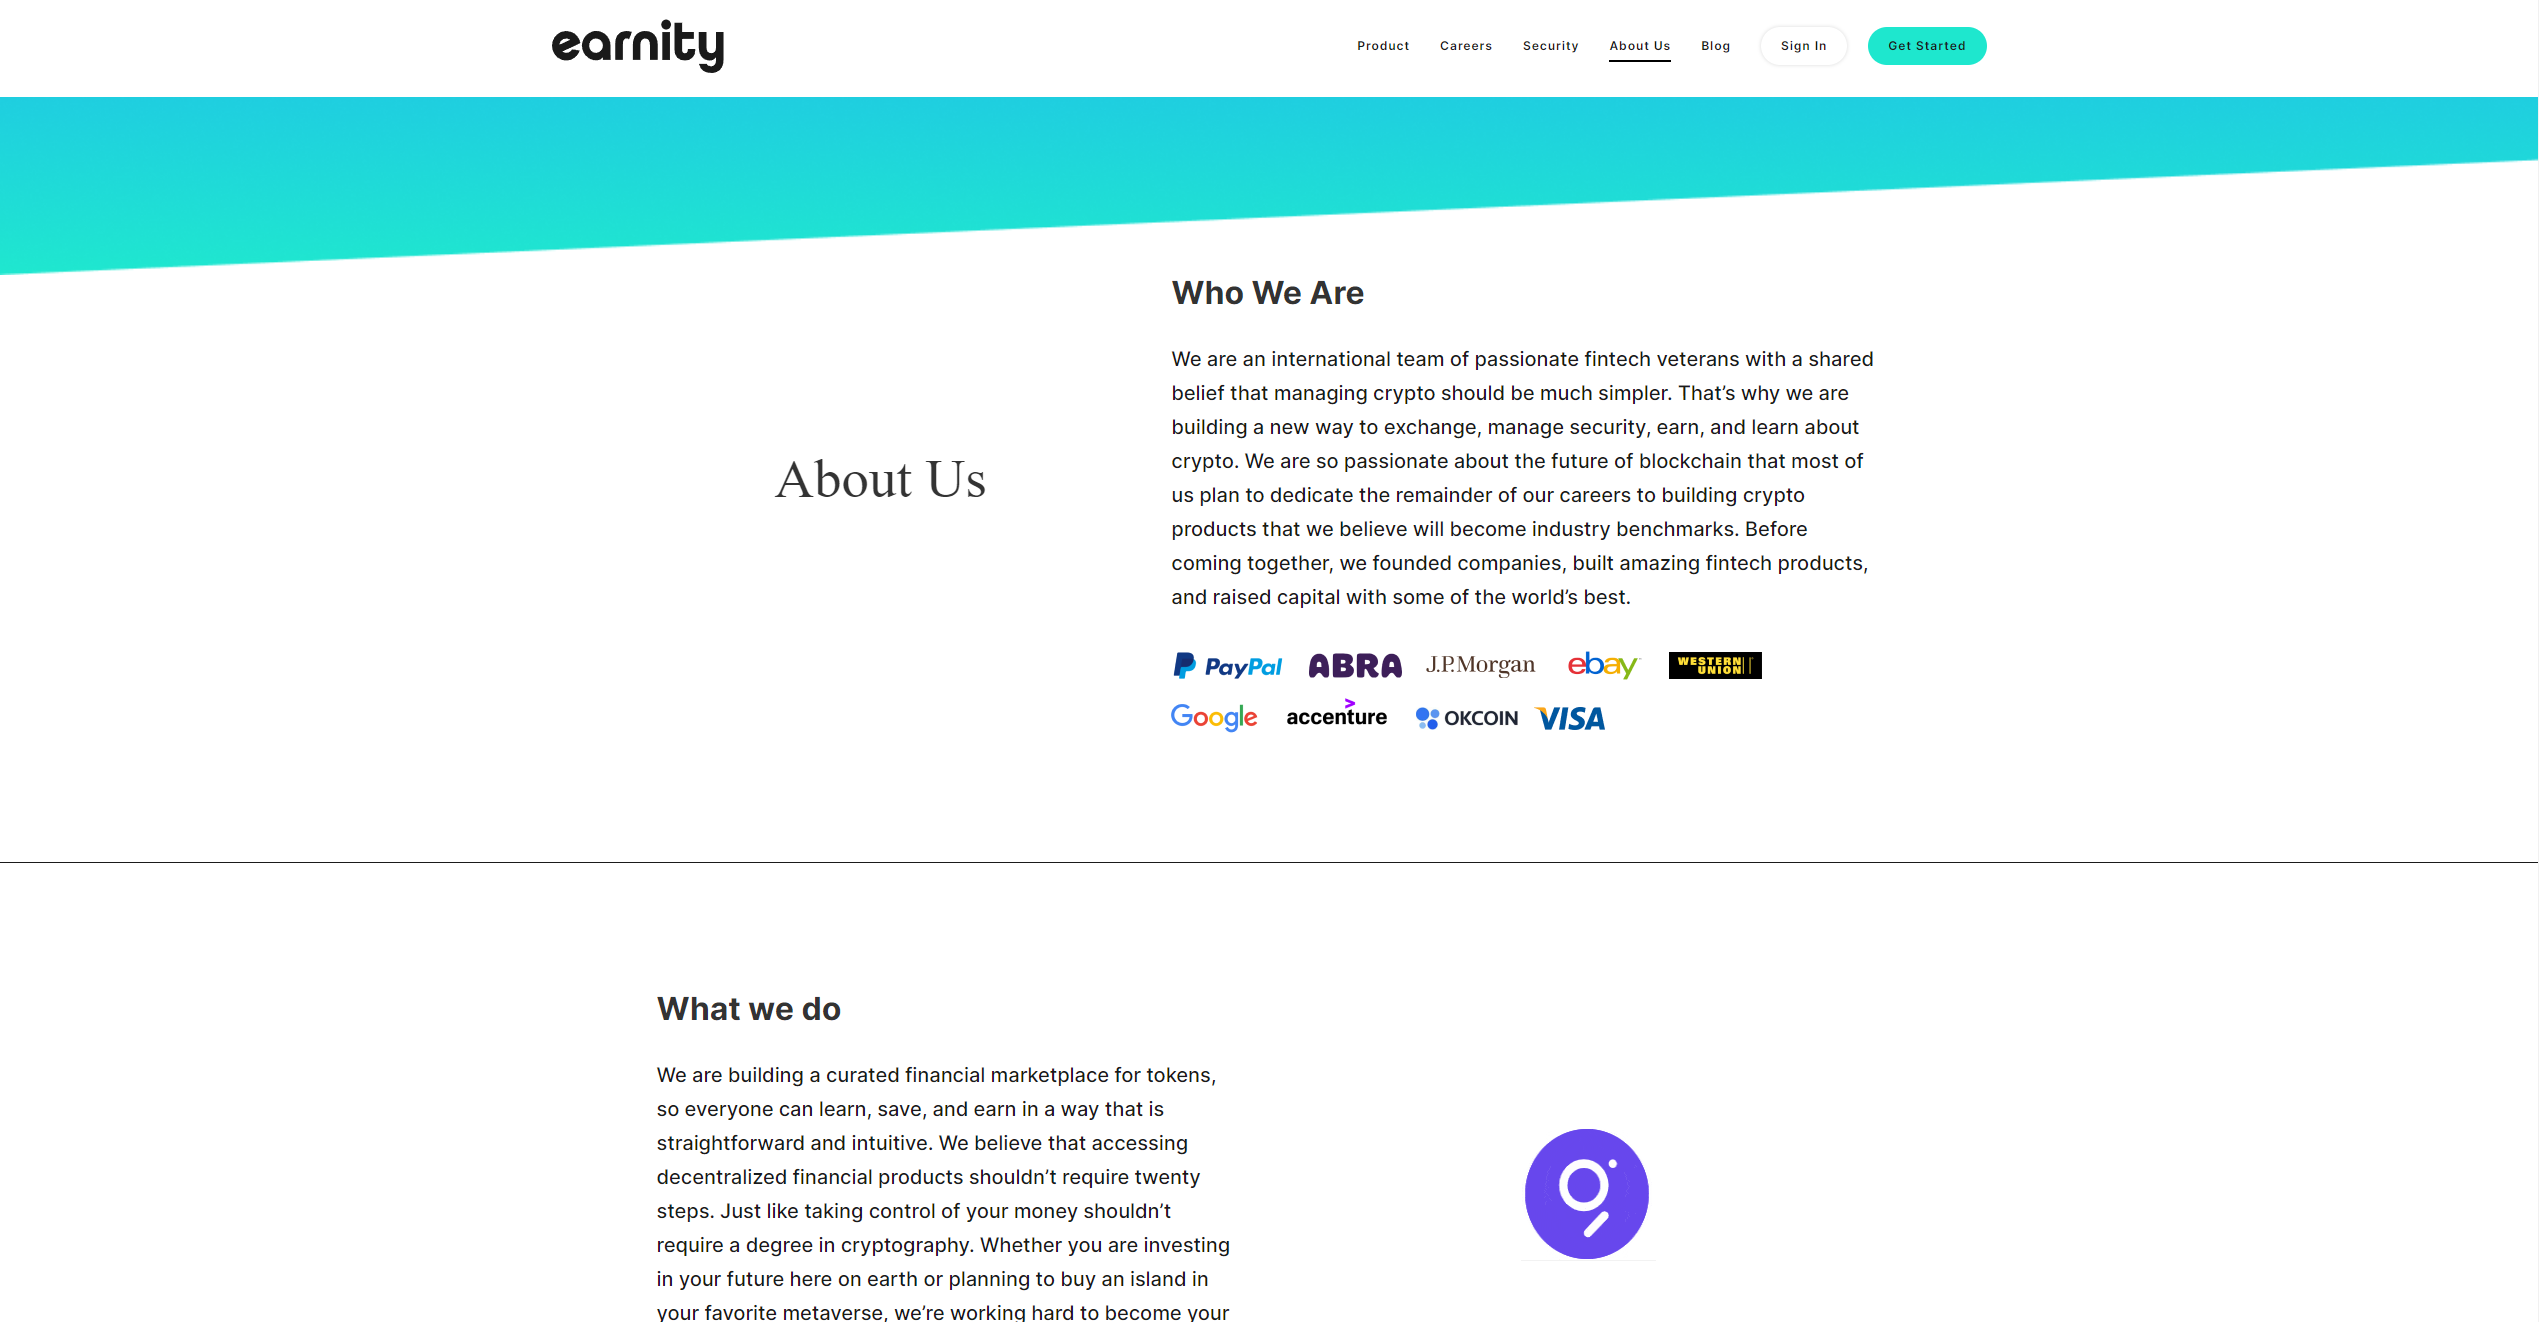 earnity
Product Careers Security About Us Blog Sign In Get Started
About Us
Who We Are
We are an international team of passionate fintech veterans with a shared
belief that managing crypto should be much simpler. That’s why we are
building a new way to exchange, manage security, earn, and learn about
crypto. We are so passionate about the future of blockchain that most of
us plan to dedicate the remainder of our careers to building crypto
products that we believe will become industry benchmarks. Before
coming together, we founded companies, built amazing fintech products,
and raised capital with some of the world’s best.
PayPal ABRA J.P.Morgan ebay WESTERN UNION
Google accenture OKCOIN VISA
What we do
We are building a curated financial marketplace for tokens,
so everyone can learn, save, and earn in a way that is
straightforward and intuitive. We believe that accessing
decentralized financial products shouldn’t require twenty
steps. Just like taking control of your money shouldn’t
require a degree in cryptography. Whether you are investing
in your future here on earth or planning to buy an island in
your favorite metaverse, we’re working hard to become your